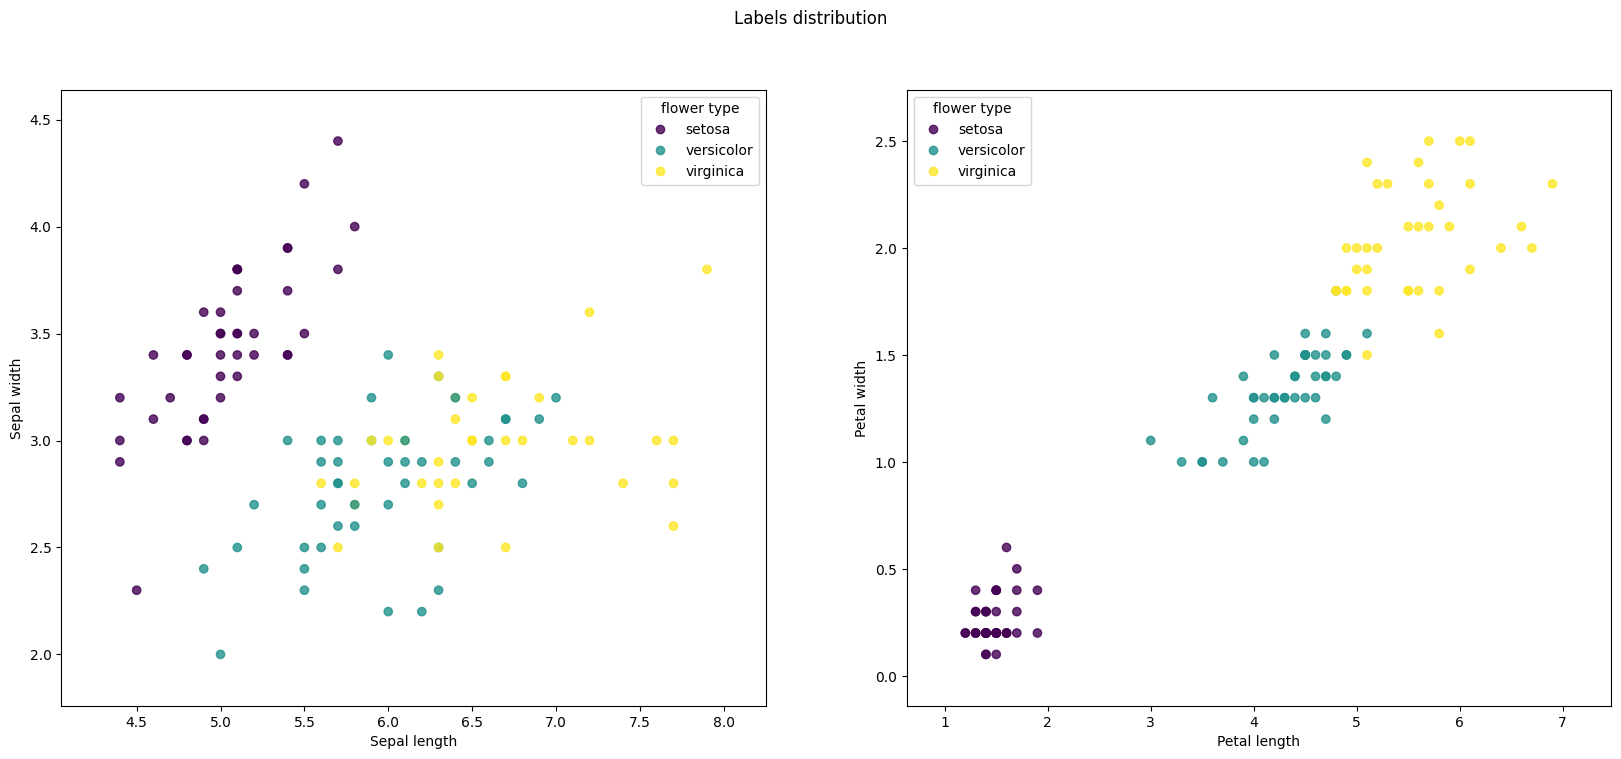 Labels distribution
flower type
setosa
versicolor
virginica
4.5
4.0
3.5
3.0
2.5
2.0
Sepal width
4.5 5.0 5.5 6.0 6.5 7.0 7.5 8.0
Sepal length
flower type
setosa
versicolor
virginica
2.5
2.0
1.5
1.0
0.5
0.0
Petal width
1 2 3 4 5 6 7
Petal length